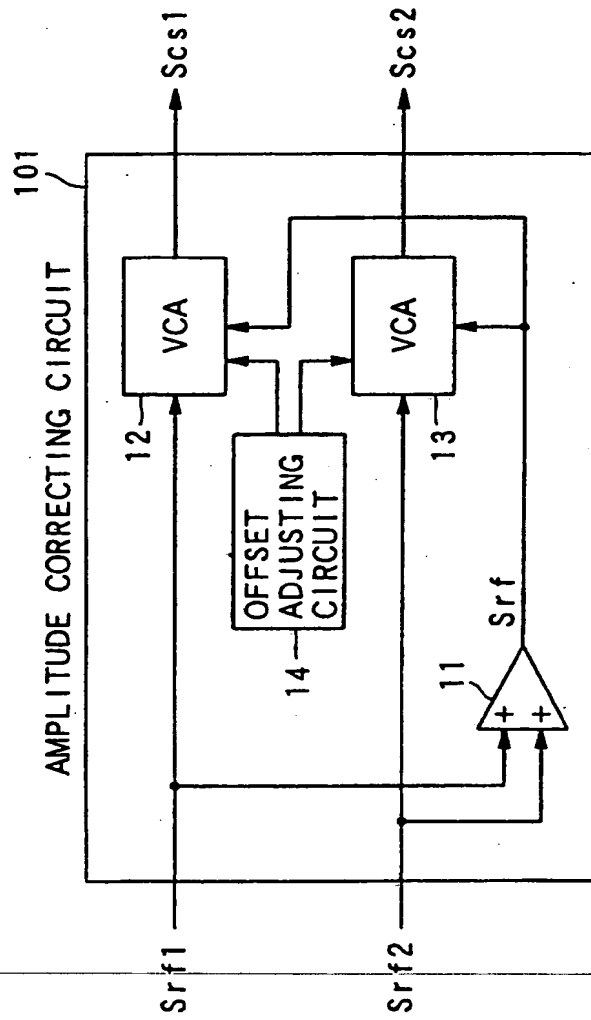 AMPLITUDE CORRECTING CIRCUIT
101
Srf1
12
VCA
Scs1
OFFSET
ADJUSTING
CIRCUIT
14
Srf2
13
VCA
Scs2
11
+
+
Srf